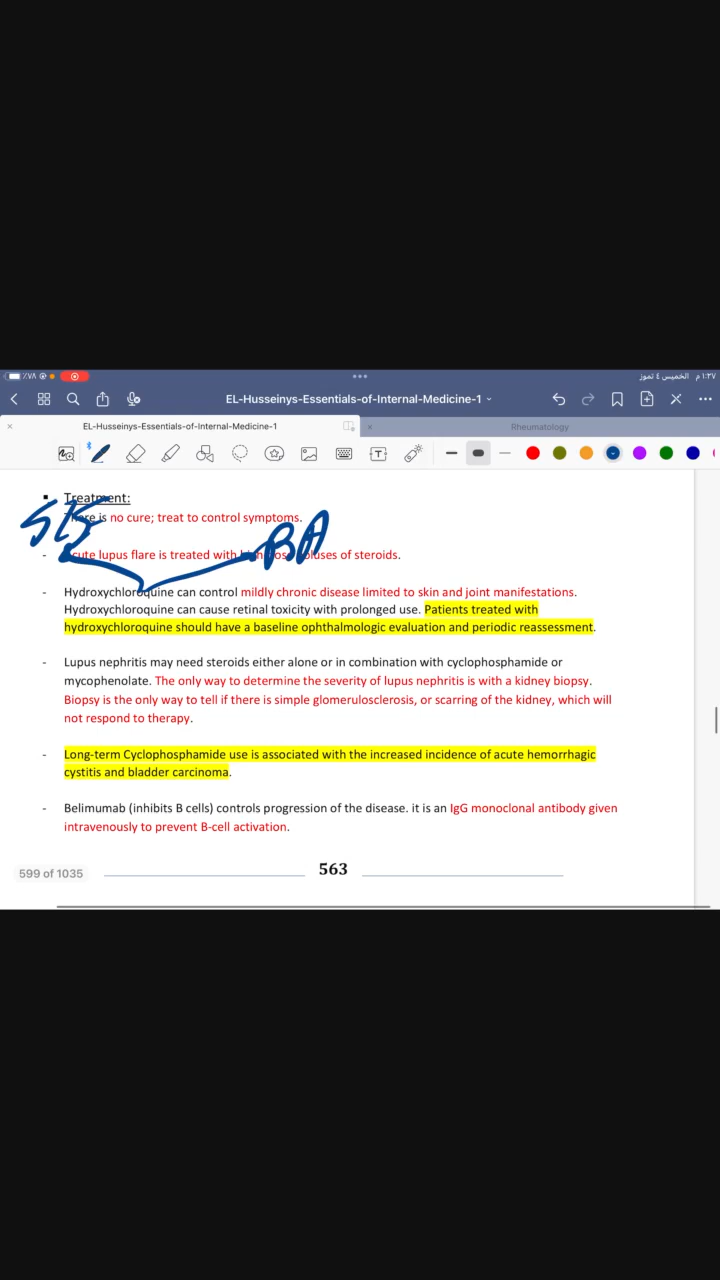 ٪٧٨
١:٣٧ م الخميس ٤ تموز
EL-Husseinys-Essentials-of-Internal-Medicine-1
EL-Husseinys-Essentials-of-Internal-Medicine-1
Rheumatology
▪ Treatment:
There is no cure; treat to control symptoms.
- Acute lupus flare is treated with high dose boluses of steroids.
RA
- Hydroxychloroquine can control mildly chronic disease limited to skin and joint manifestations.
Hydroxychloroquine can cause retinal toxicity with prolonged use. Patients treated with
hydroxychloroquine should have a baseline ophthalmologic evaluation and periodic reassessment.
- Lupus nephritis may need steroids either alone or in combination with cyclophosphamide or
mycophenolate. The only way to determine the severity of lupus nephritis is with a kidney biopsy.
Biopsy is the only way to tell if there is simple glomerulosclerosis, or scarring of the kidney, which will
not respond to therapy.
- Long-term Cyclophosphamide use is associated with the increased incidence of acute hemorrhagic
cystitis and bladder carcinoma.
- Belimumab (inhibits B cells) controls progression of the disease. it is an IgG monoclonal antibody given
intravenously to prevent B-cell activation.
563
599 of 1035